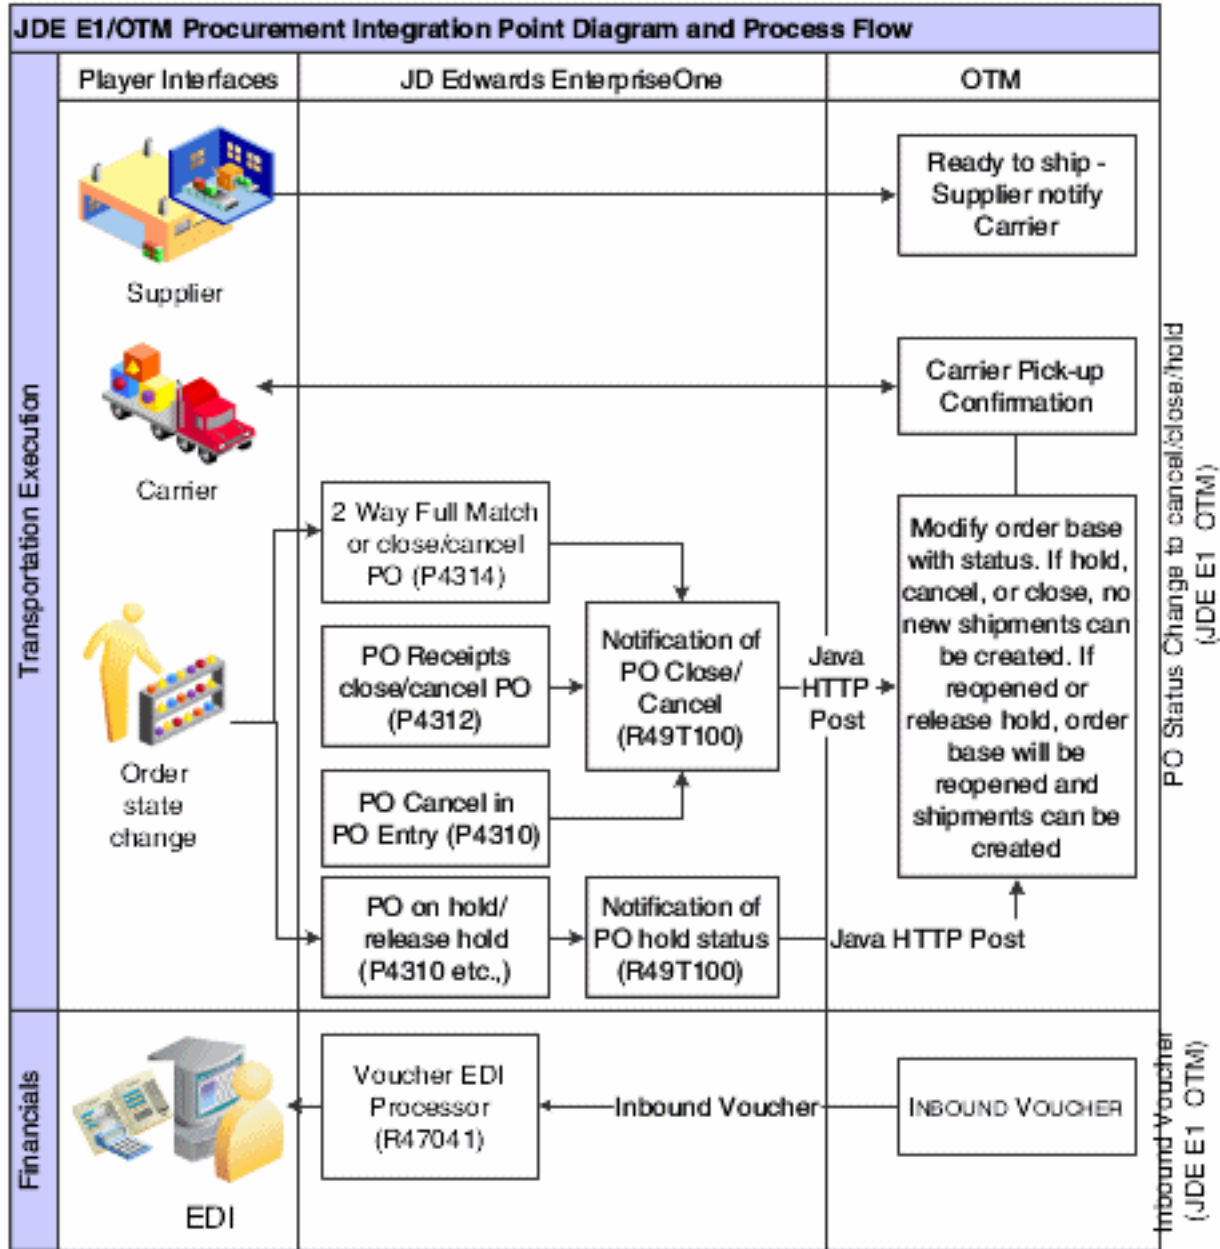 JDE E1/OTM Procurement Integration Point Diagram and Process Flow
Player Interfaces
JD Edwards EnterpriseOne
OTM
Transportation Execution
Supplier
Ready to ship -
Supplier notify
Carrier
Carrier
Carrier Pick-up
Confirmation
Order
state
change
2 Way Full Match
or close/cancel
PO (P4314)
PO Receipts
close/cancel PO
(P4312)
PO Cancel in
PO Entry (P4310)
Notification of
PO Close/
Cancel
(R49T100)
Java
HTTP
Post
Modify order base
with status. If hold,
cancel, or close, no
new shipments can
be created. If
reopened or
release hold, order
base will be
reopened and
shipments can be
created
PO on hold/
release hold
(P4310 etc.,)
Notification of
PO hold status
(R49T100)
Java HTTP Post
PO Status Change to cancel/close/hold
(JDE E1 OTM)
Financials
EDI
Voucher EDI
Processor
(R47041)
Inbound Voucher
INBOUND VOUCHER
Inbound Voucher
(JDE E1 OTM)